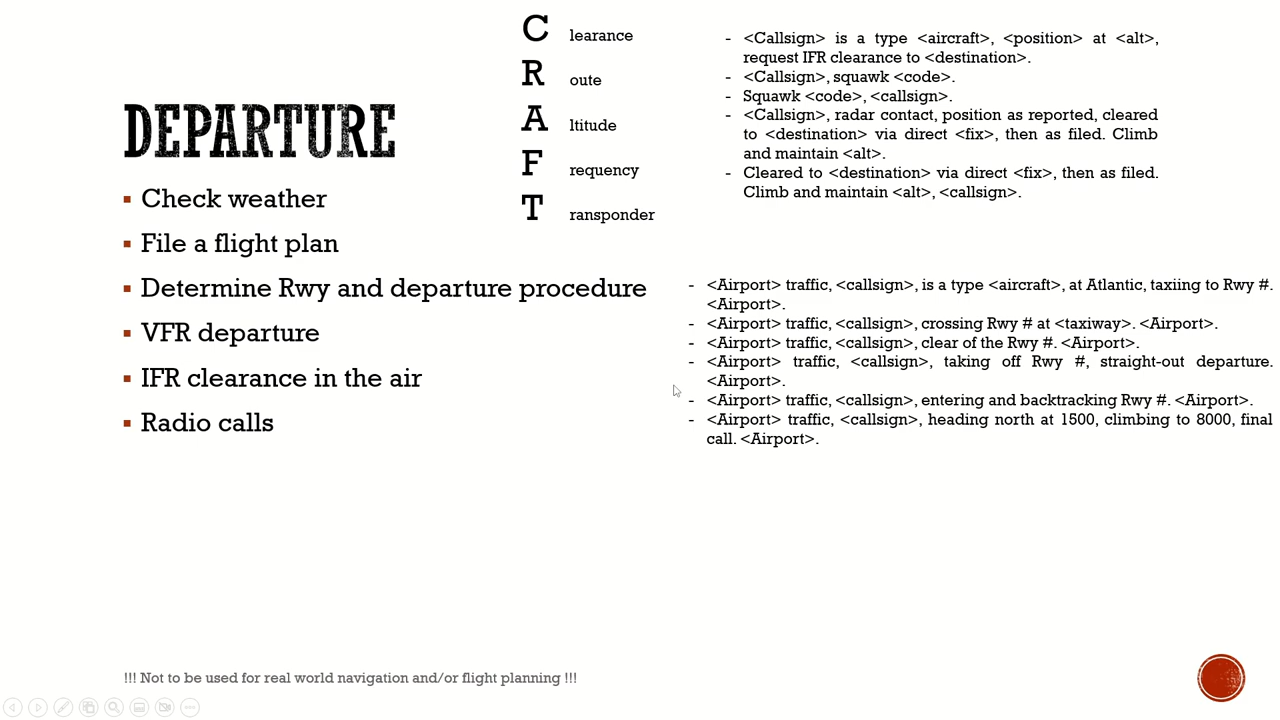 DEPARTURE
Check weather
File a flight plan
Determine Rwy and departure procedure
VFR departure
IFR clearance in the air
Radio calls
C learance
R oute
A ltitude
F requency
T ransponder
- <Callsign> is a type <aircraft>, <position> at <alt>,
request IFR clearance to <destination>.
- <Callsign>, squawk <code>.
- Squawk <code>, <callsign>.
- <Callsign>, radar contact, position as reported, cleared
to <destination> via direct <fix>, then as filed. Climb
and maintain <alt>.
- Cleared to <destination> via direct <fix>, then as filed.
Climb and maintain <alt>, <callsign>.
- <Airport> traffic, <callsign>, is a type <aircraft>, at Atlantic, taxiing to Rwy #.
<Airport>.
- <Airport> traffic, <callsign>, crossing Rwy # at <taxiway>. <Airport>.
- <Airport> traffic, <callsign>, clear of the Rwy #. <Airport>.
- <Airport> traffic, <callsign>, taking off Rwy #, straight-out departure.
<Airport>.
- <Airport> traffic, <callsign>, entering and backtracking Rwy #. <Airport>.
- <Airport> traffic, <callsign>, heading north at 1500, climbing to 8000, final
call. <Airport>.
!!! Not to be used for real world navigation and/or flight planning !!!